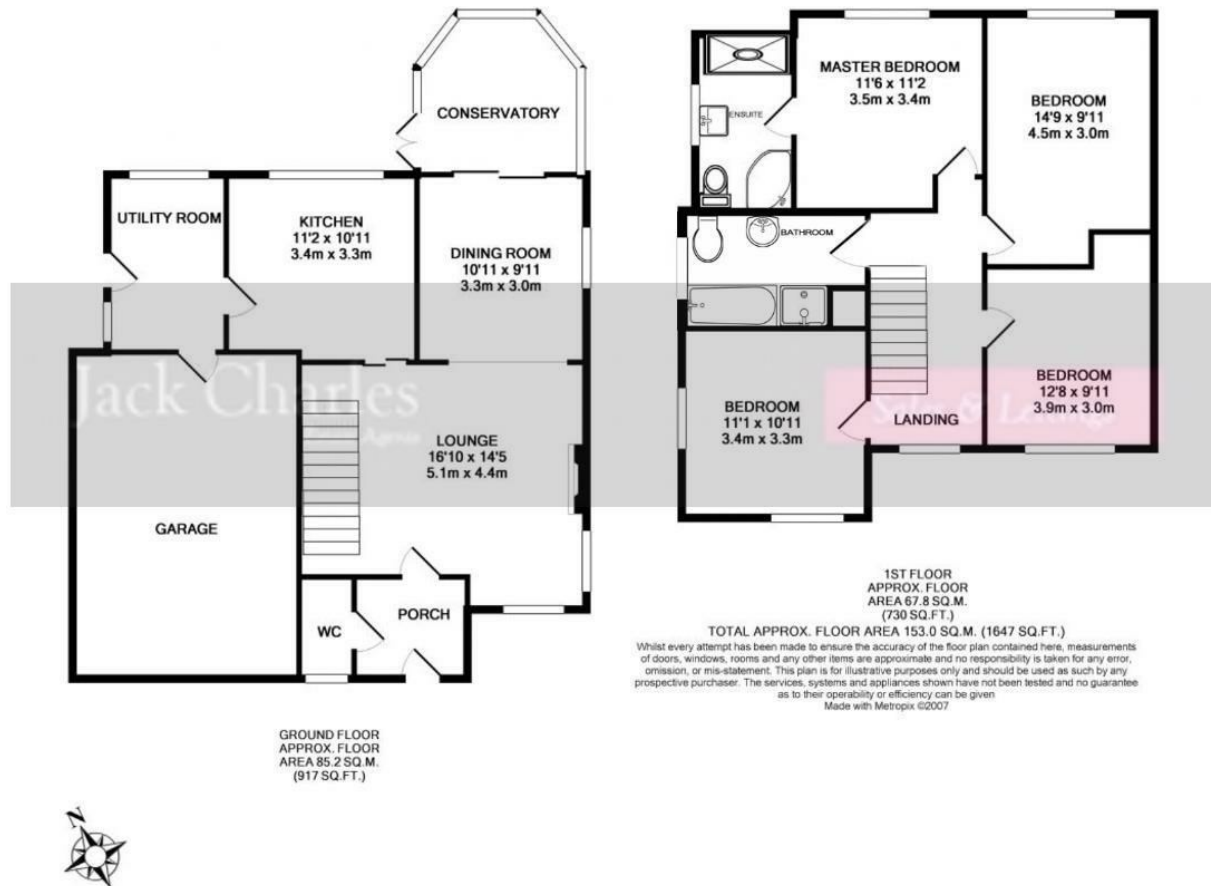 CONSERVATORY
UTILITY ROOM
KITCHEN
11'2 x 10'11
3.4m x 3.3m
DINING ROOM
10'11 x 9'11
3.3m x 3.0m
Jack Charles
LOUNGE
16'10 x 14'5
5.1m x 4.4m
GARAGE
WC
PORCH
GROUND FLOOR
APPROX. FLOOR
AREA 85.2 SQ.M.
(917 SQ.FT.)
N
MASTER BEDROOM
11'6 x 11'2
3.5m x 3.4m
BEDROOM
14'9 x 9'11
4.5m x 3.0m
ENSUITE
BATHROOM
BEDROOM
12'8 x 9'11
3.9m x 3.0m
BEDROOM
11'1 x 10'11
3.4m x 3.3m
LANDING
1ST FLOOR
APPROX. FLOOR
AREA 67.8 SQ.M.
(730 SQ.FT.)
TOTAL APPROX. FLOOR AREA 153.0 SQ.M. (1647 SQ.FT.)
Whilst every attempt has been made to ensure the accuracy of the floor plan contained here, measurements
of doors, windows, rooms and any other items are approximate and no responsibility is taken for any error,
omission, or mis-statement. This plan is for illustrative purposes only and should be used as such by any
prospective purchaser. The services, systems and appliances shown have not been tested and no guarantee
as to their operability or efficiency can be given
Made with Metropix ©2007